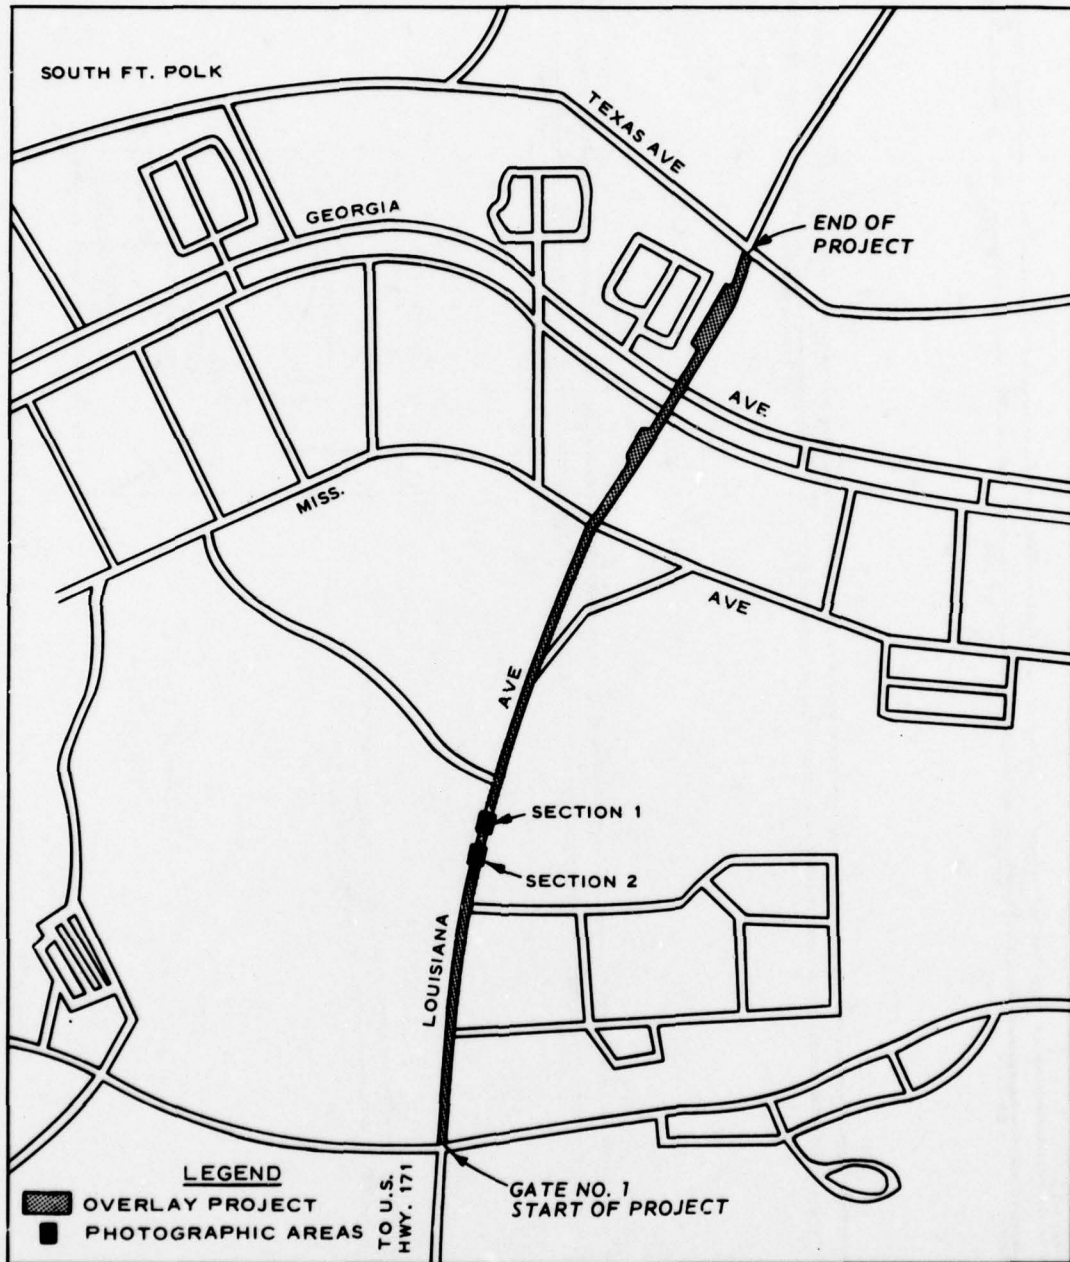 SOUTH FT. POLK
TEXAS AVE
GEORGIA
END OF
PROJECT
AVE.
MISS.
AVE
AVE
SECTION 1
SECTION 2
LOUISIANA
LEGEND
OVERLAY PROJECT
PHOTOGRAPHIC AREAS
TO U.S.
HWY. 171
GATE NO. 1
START OF PROJECT